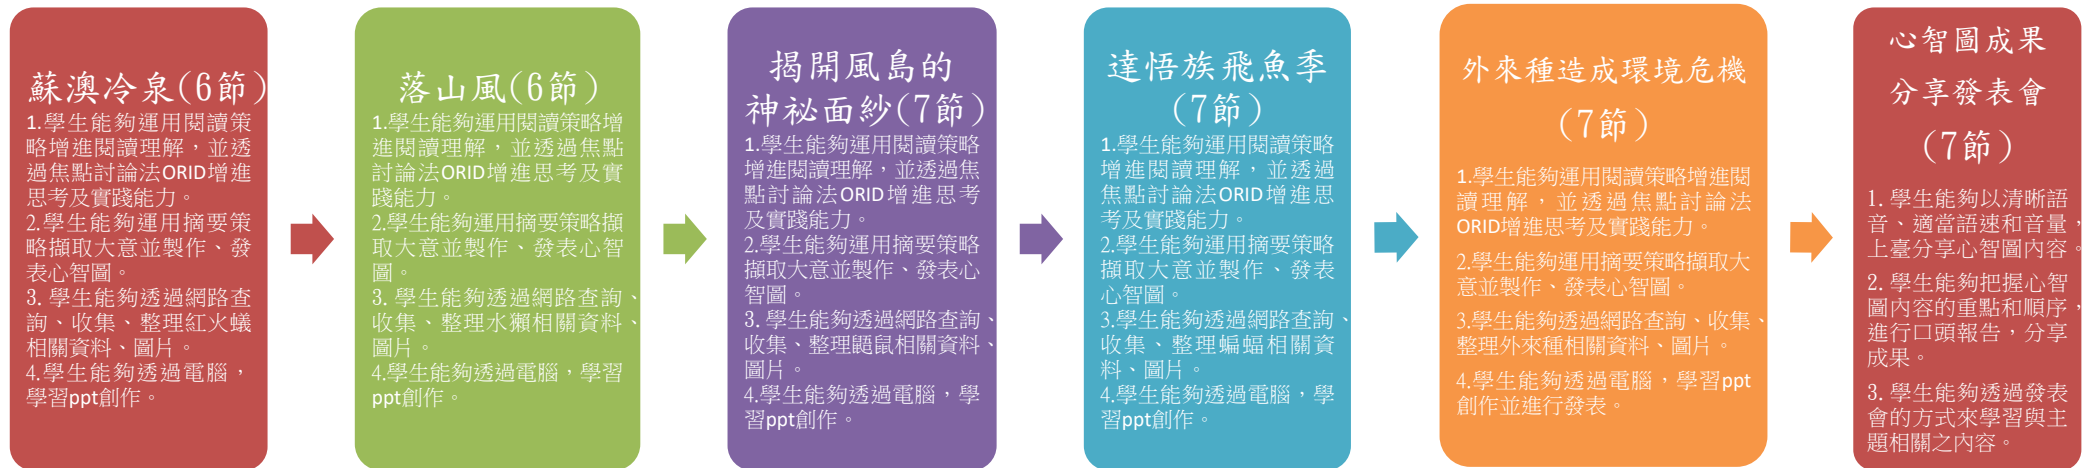 蘇澳冷泉(6節)
1.學生能夠運用閱讀策
略增進閱讀理解，並透
過焦點討論法ORID增進
思考及實踐能力。
2.學生能夠運用摘要策
略擷取大意並製作、發
表心智圖。
3. 學生能夠透過網路查
詢、收集、整理紅火蟻
相關資料、圖片。
4.學生能夠透過電腦，
學習ppt創作。
落山風(6節)
1.學生能夠運用閱讀策略增
進閱讀理解，並透過焦點
討論法ORID增進思考及實
踐能力。
2.學生能夠運用摘要策略擷
取大意並製作、發表心智
圖。
3. 學生能夠透過網路查詢、
收集、整理水獺相關資料、
圖片。
4.學生能夠透過電腦，學習
ppt創作。
揭開風島的
神祕面紗(7節)
1.學生能夠運用閱讀策略
增進閱讀理解，並透過焦
點討論法ORID增進思考
及實踐能力。
2.學生能夠運用摘要策略
擷取大意並製作、發表心
智圖。
3. 學生能夠透過網路查詢、
收集、整理鼴鼠相關資料、
圖片。
4.學生能夠透過電腦，學
習ppt創作。
達悟族飛魚季
(7節)
1.學生能夠運用閱讀策略
增進閱讀理解，並透過
焦點討論法ORID增進思
考及實踐能力。
2.學生能夠運用摘要策略
擷取大意並製作、發表
心智圖。
3.學生能夠透過網路查詢、
收集、整理蝙蝠相關資
料、圖片。
4.學生能夠透過電腦，學
習ppt創作。
外來種造成環境危機
(7節)
1.學生能夠運用閱讀策略增進閱
讀理解，並透過焦點討論法
ORID增進思考及實踐能力。
2.學生能夠運用摘要策略擷取大
意並製作、發表心智圖。
3.學生能夠透過網路查詢、收集、
整理外來種相關資料、圖片。
4.學生能夠透過電腦，學習ppt
創作並進行發表。
心智圖成果
分享發表會
(7節)
1. 學生能夠以清晰語
音、適當語速和音量，
上臺分享心智圖內容。
2. 學生能夠把握心智
圖內容的重點和順序，
進行口頭報告，分享
成果。
3. 學生能夠透過發表
會的方式來學習與主
題相關之內容。